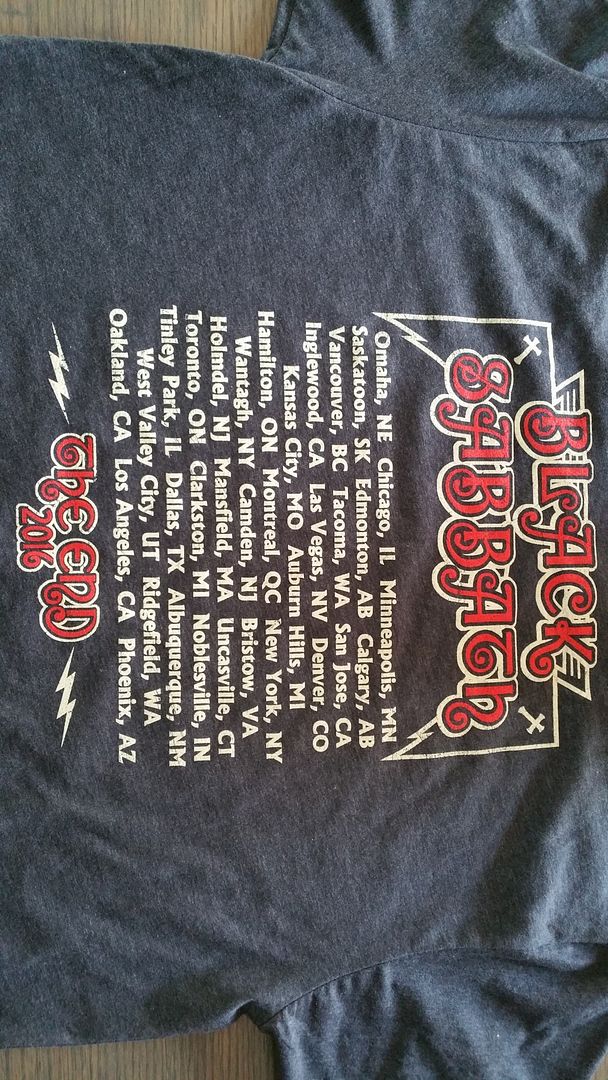 BLACK
SABBATH
Omaha, NE Chicago, IL Minneapolis, MN
Saskatoon, SK Edmonton, AB Calgary, AB
Vancouver, BC Tacoma, WA San Jose, CA
Inglewood, CA Las Vegas, NV Denver, CO
Kansas City, MO Auburn Hills, MI
Hamilton, ON Montreal, QC New York, NY
Wantagh, NY Camden, NJ Bristow, VA
Holmdel, NJ Mansfield, MA Uncasville, CT
Toronto, ON Clarkston, MI Noblesville, IN
Tinley Park, IL Dallas, TX Albuquerque, NM
West Valley City, UT Ridgefield, WA
Oakland, CA Los Angeles, CA Phoenix, AZ
The END
2016